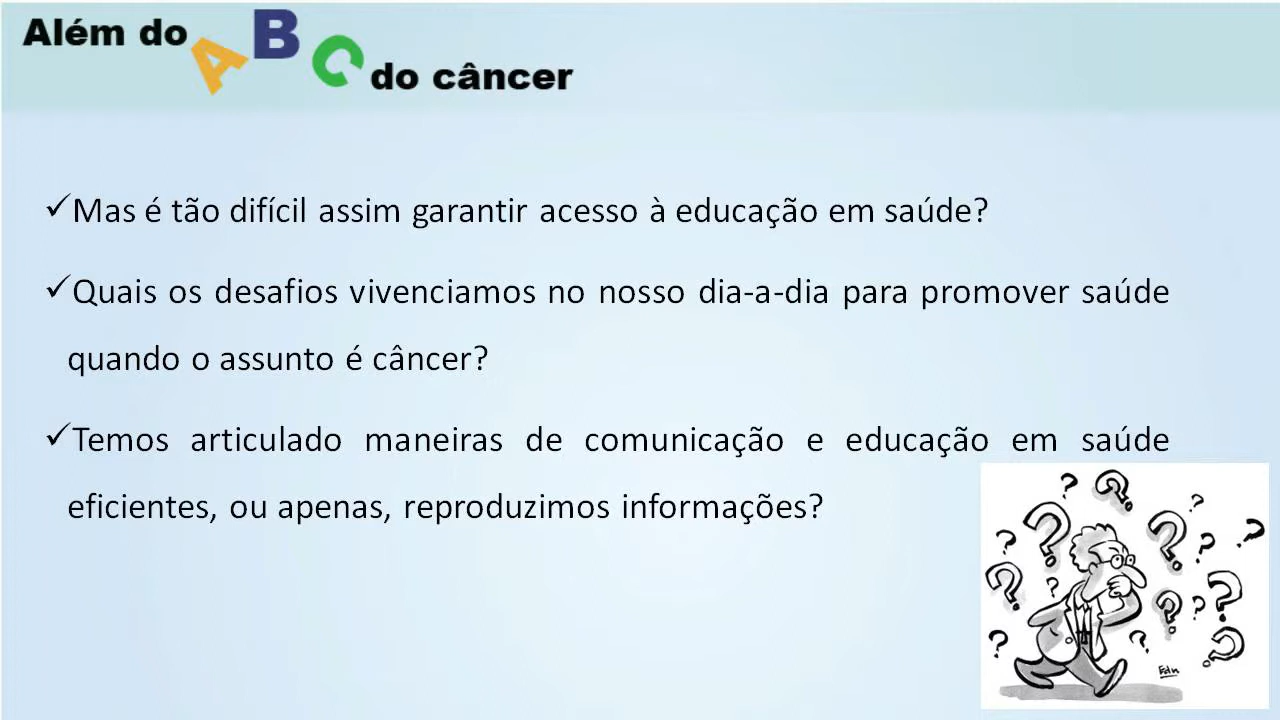 Além do ABC do câncer
✓Mas é tão difícil assim garantir acesso à educação em saúde?
✓Quais os desafios vivenciamos no nosso dia-a-dia para promover saúde
quando o assunto é câncer?
✓Temos articulado maneiras de comunicação e educação em saúde
eficientes, ou apenas, reproduzimos informações?